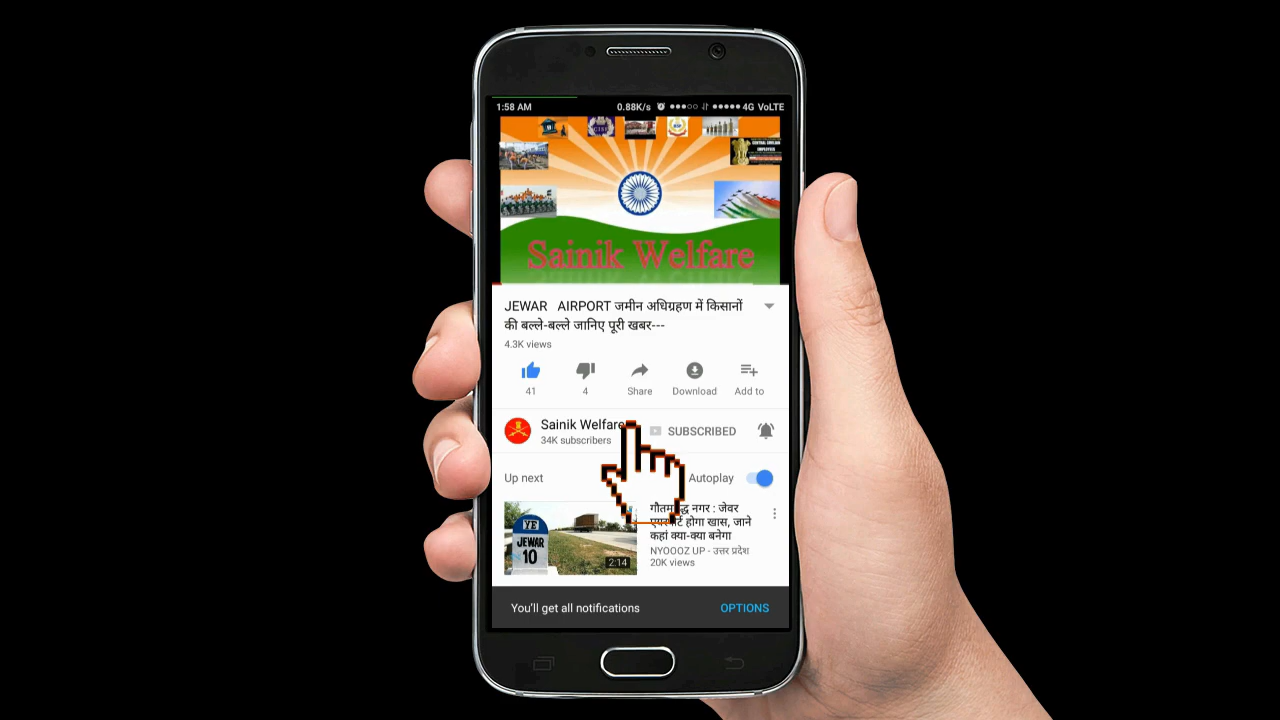 1:58 AM 0.88K/s 4G VoLTE
CISF
Sainik Welfare
JEWAR AIRPORT जमीन अधिग्रहण में किसानों
की बल्ले-बल्ले जानिए पूरी खबर---
4.3K views
41 4 Share Download Add to
Sainik Welfare
34K subscribers
SUBSCRIBED
Up next Autoplay
YE
JEWAR
10
2:14
नगर : जेवर
होगा खास, जाने
कहां क्या-क्या बनेगा
NYOOOZ UP - उत्तर प्रदेश
20K views
You'll get all notifications OPTIONS